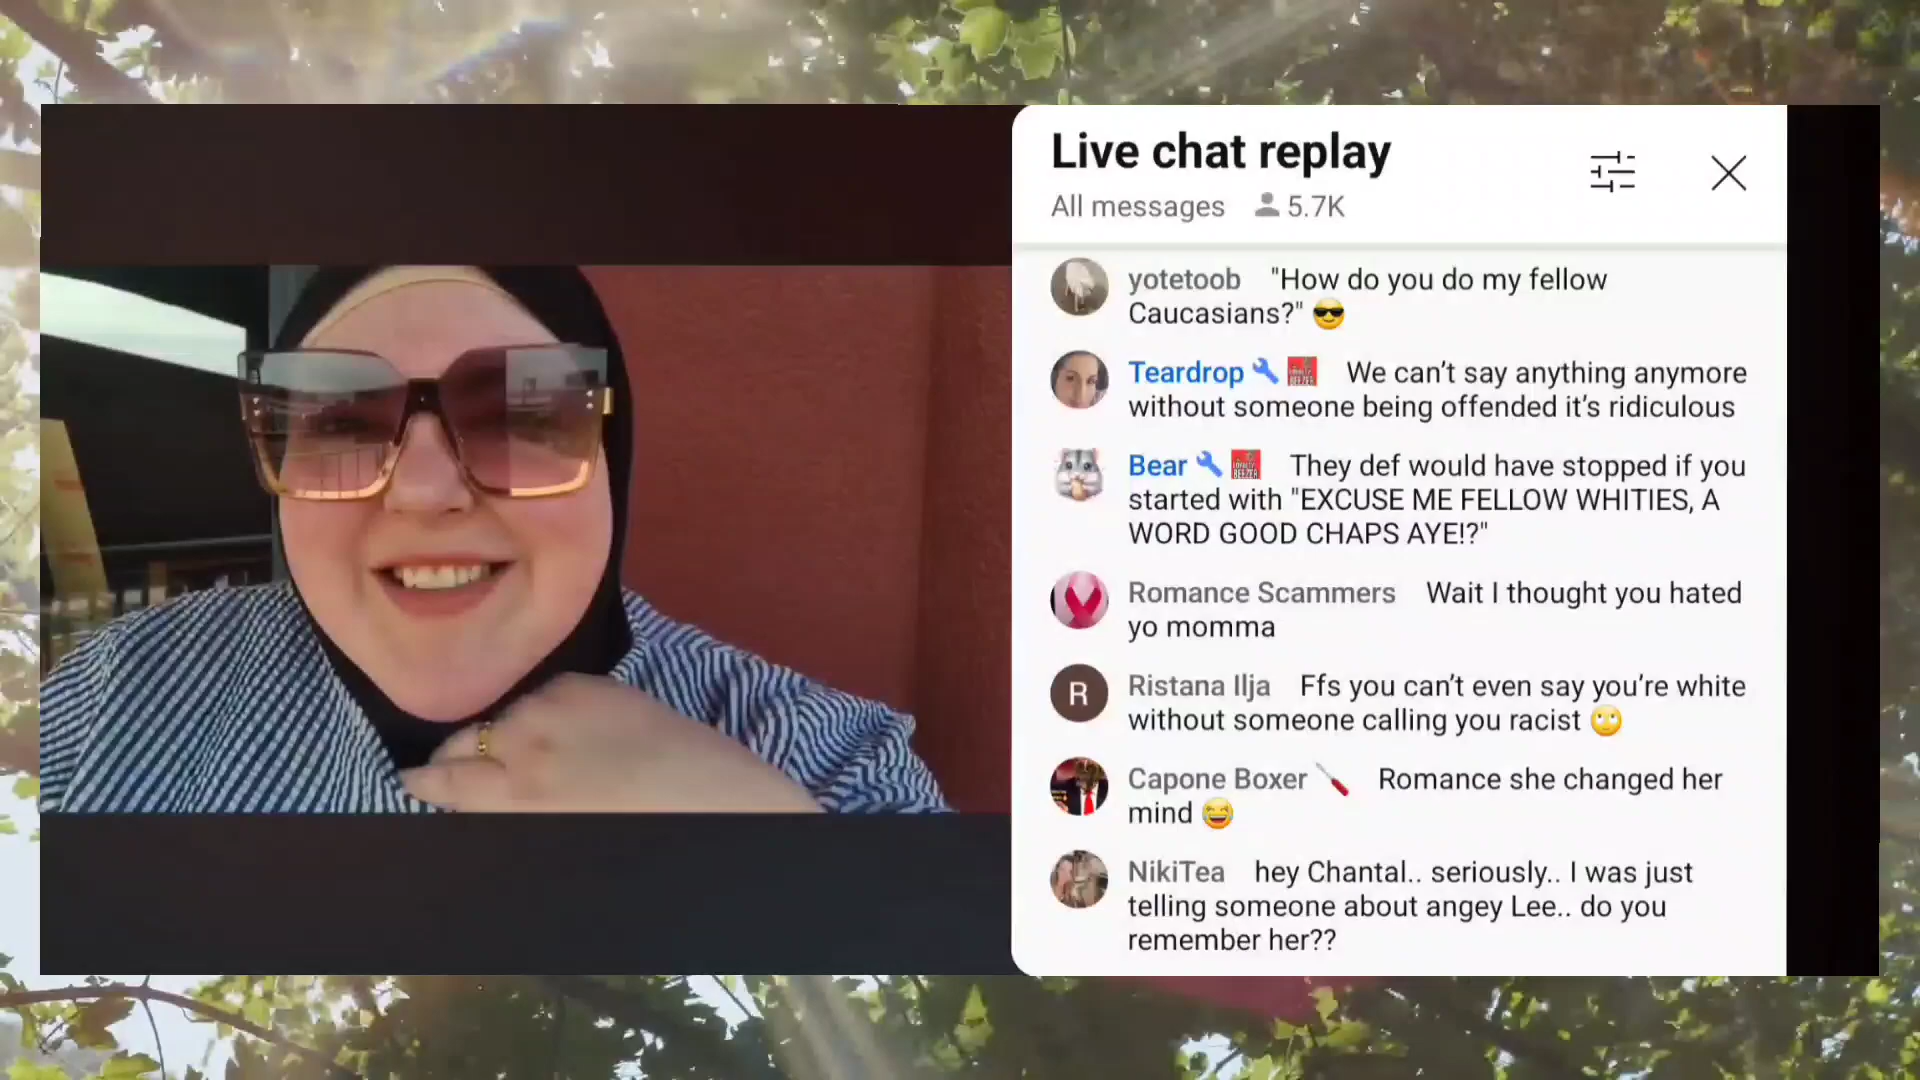 Live chat replay
All messages 5.7K
yotetoob "How do you do my fellow
Caucasians?" 😎
Teardrop We can’t say anything anymore
without someone being offended it’s ridiculous
Bear They def would have stopped if you
started with "EXCUSE ME FELLOW WHITIES, A
WORD GOOD CHAPS AYE!?"
Romance Scammers Wait I thought you hated
yo momma
R
Ristana Ilja Ffs you can’t even say you’re white
without someone calling you racist 🙄
Capone Boxer 🪛 Romance she changed her
mind 😂
NikiTea hey Chantal.. seriously.. I was just
telling someone about angey Lee.. do you
remember her??